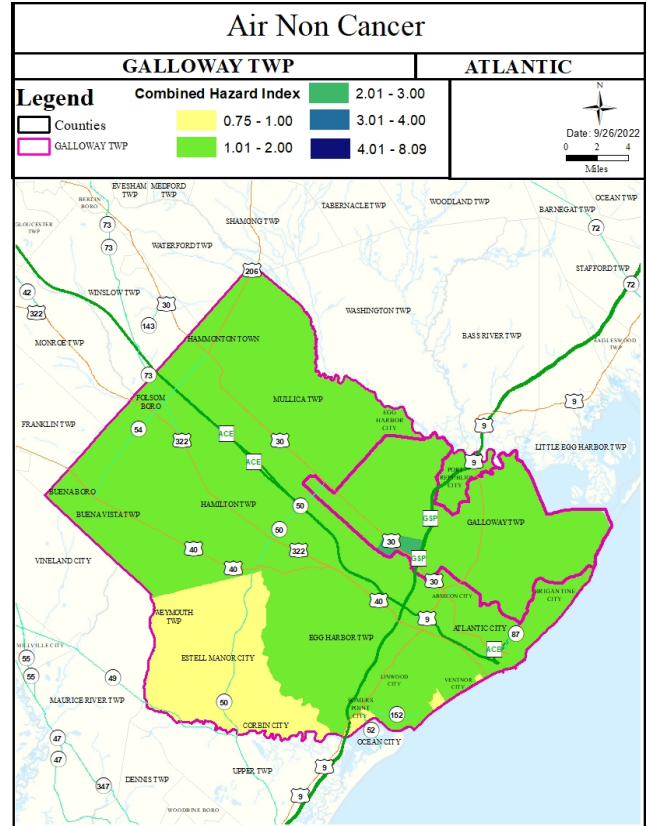 Air Non Cancer
GALLOWAY TWP
ATLANTIC
Legend
Counties
GALLOWAY TWP
Combined Hazard Index
0.75 - 1.00
1.01 - 2.00
2.01 - 3.00
3.01 - 4.00
4.01 - 8.09
N
Date: 9/26/2022
0 2 4
Miles
EVESHAM TWP
MEDFORD TWP
TABERNACLE TWP
WOODLAND TWP
OCEAN TWP
BERLIN BORO
BARNEGAT TWP
SHAMONG TWP
73
72
GLOUCESTER TWP
73
WATERFORD TWP
STAFFORD TWP
206
72
42
WINSLOW TWP
30
322
WASHINGTON TWP
143
BASS RIVER TWP
MONROE TWP
HAMMONTON TOWN
EAGLESWOOD TWP
73
FOLSOM BORO
MULLICA TWP
9
EGG HARBOR CITY
FRANKLIN TWP
54
ACE
9
322
30
LITTLE EGG HARBOR TWP
ACE
9
PORT REPUBLIC CITY
BUENA BORO
HAMILTON TWP
50
BUENA VISTA TWP
GSP
GALLOWAY TWP
50
30
322
40
GSP
VINELAND CITY
40
30
ABSECON CITY
BRIGANTINE CITY
40
WEYMOUTH TWP
9
ATLANTIC CITY
87
EGG HARBOR TWP
MILLVILLE CITY
ESTELL MANOR CITY
ACE
55
55
49
LINWOOD CITY
VENTNOR CITY
MAURICE RIVER TWP
50
SOMERS POINT CITY
152
CORBIN CITY
52
47
OCEAN CITY
47
UPPER TWP
9
DENNIS TWP
347
9
WOODBINE BORO